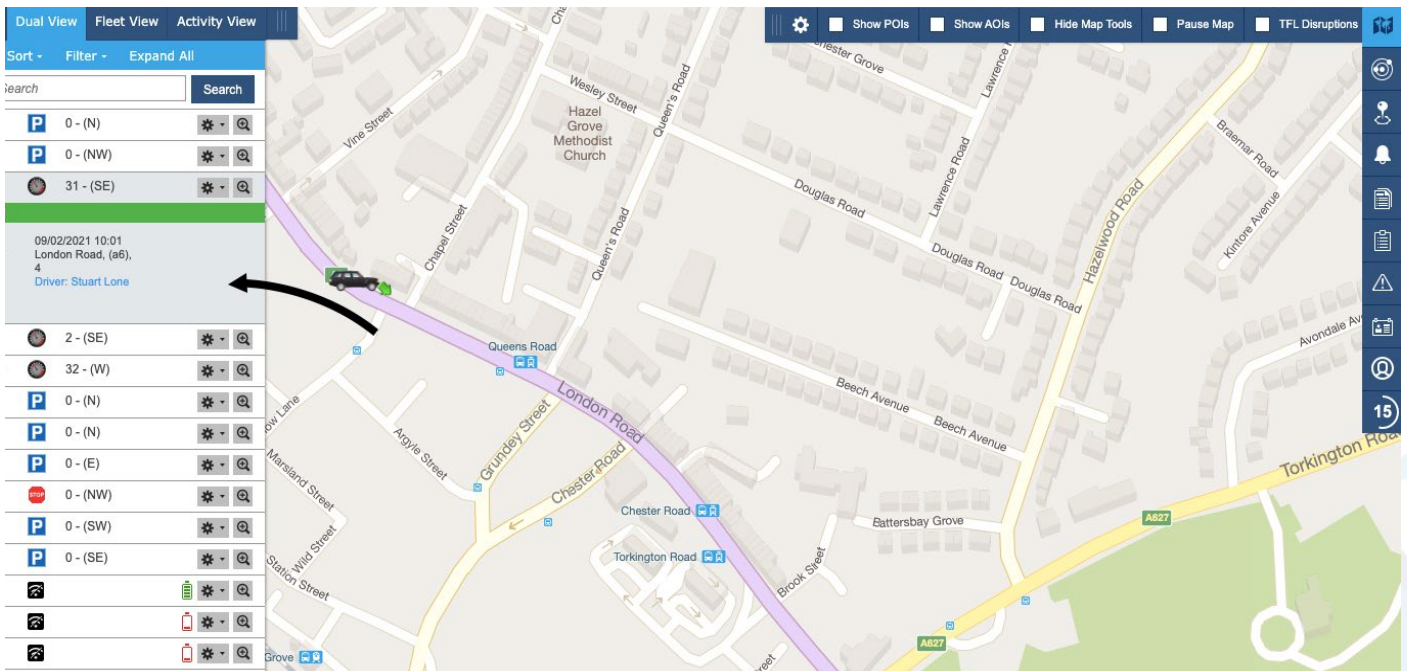 Dual View Fleet View Activity View
Show POIs Show AOIs Hide Map Tools Pause Map TFL Disruptions
Sort Filter Expand All
Search Search
P 0 - (N)
P 0 - (NW)
31 - (SE)
09/02/2021 10:01
London Road, (a6),
4
Driver: Stuart Lone
2 - (SE)
32 - (W)
P 0 - (N)
P 0 - (N)
P 0 - (E)
STOP 0 - (NW)
P 0 - (SW)
P 0 - (SE)
15
Chester Grove
Wesley Street
Queen's Road
Lawrence Road
Hazel
Grove
Methodist
Church
Vine Street
Braemar Road
Lawrence Road
Douglas Road
Kintore Avenue
Hazelwood Road
Chapel Street
Queen's Road
Douglas Road
Douglas Road
Avondale Av
Queens Road
Beech Avenue
London Road
Beech Avenue
Argyle Street
Grundey Street
Chester Road
Torkington Roa
Marsland Street
Chester Road
A627
Battersbay Grove
Wild Street
Torkington Road
Brook Street
Station Street
A627
Grove